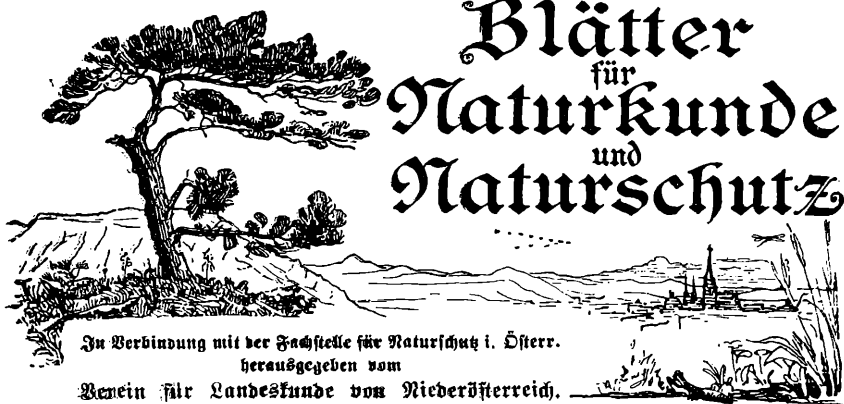 Blätter
für
Naturkunde
und
Naturschutz
In Verbindung mit der Fachstelle für Naturschutz i. Österr.
herausgegeben vom
Verein für Landeskunde von Niederösterreich.